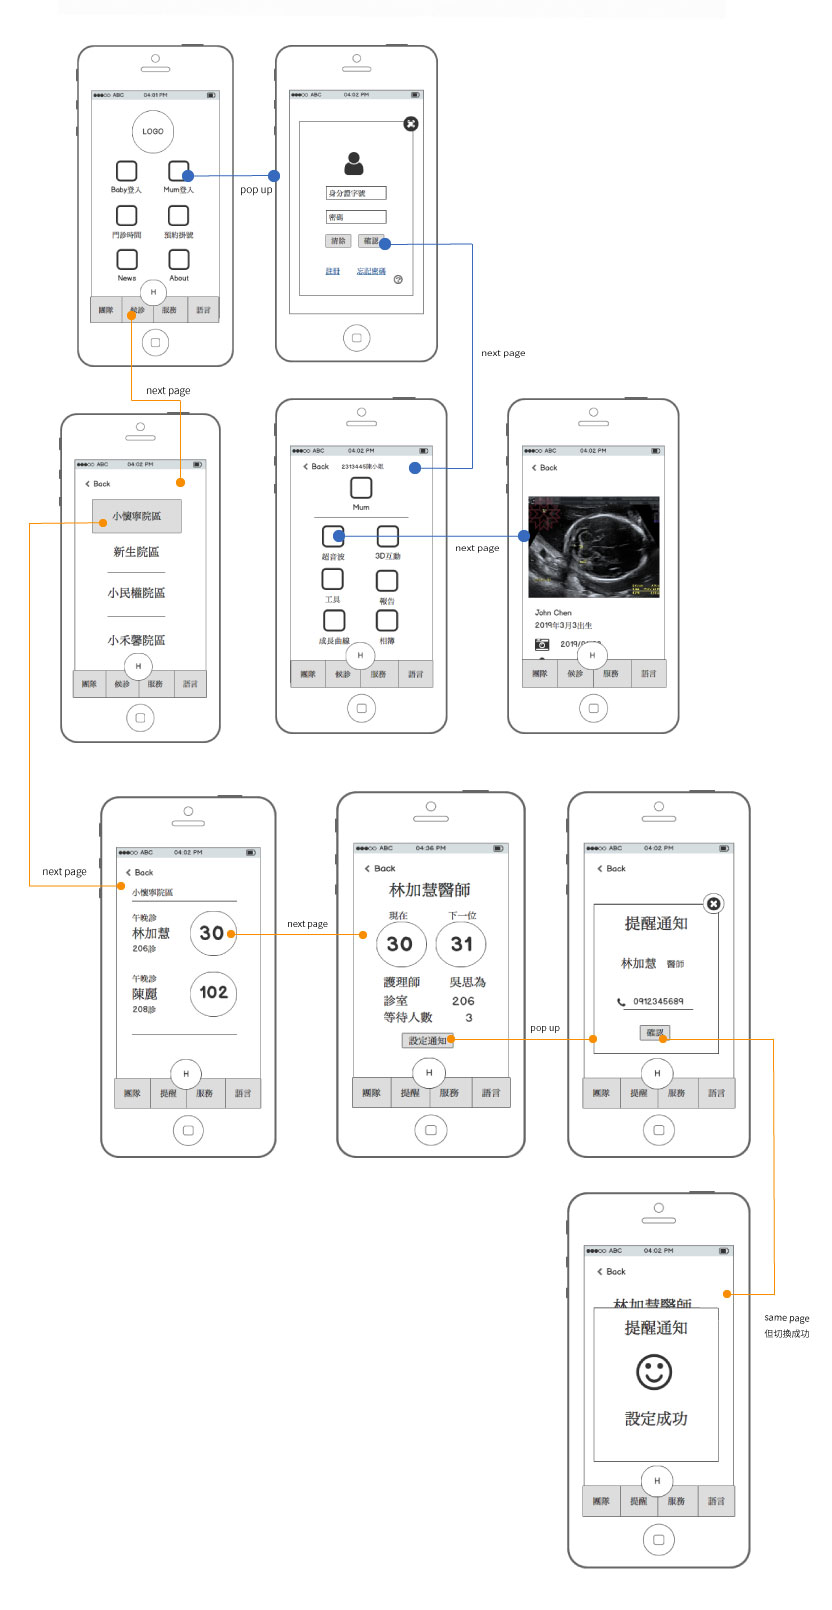 ABC 04:01 PM
LOGO
Baby登入 Mum登入
門診時間 預約掛號
News About
H
團隊 候診 服務 語言
pop up
ABC 04:02 PM
身分證字號
密碼
清除 確認
註冊 忘記密碼
?
next page
next page
ABC 04:02 PM
Back
小懷寧院區
新生院區
小民權院區
小禾馨院區
H
團隊 候診 服務 語言
ABC 04:02 PM
Back 2313445陳小姐
Mum
超音波 3D互動
工具 報告
成長曲線 相簿
H
團隊 候診 服務 語言
next page
ABC 04:02 PM
Back
John Chen
2019年3月3出生
H
團隊 候診 服務 語言
next page
ABC 04:02 PM
Back
小懷寧院區
午晚診
林加慧 30
206診
午晚診
陳麗 102
208診
H
團隊 提醒 服務 語言
next page
ABC 04:36 PM
Back
林加慧醫師
現在 下一位
30 31
護理師 吳思為
診室 206
等待人數 3
設定通知
H
團隊 提醒 服務 語言
pop up
ABC 04:02 PM
Back
提醒通知
林加慧 醫師
0912345689
確認
H
團隊 提醒 服務 語言
ABC 04:02 PM
Back
林加慧醫師
提醒通知
設定成功
H
團隊 提醒 服務 語言
same page
但切換成功